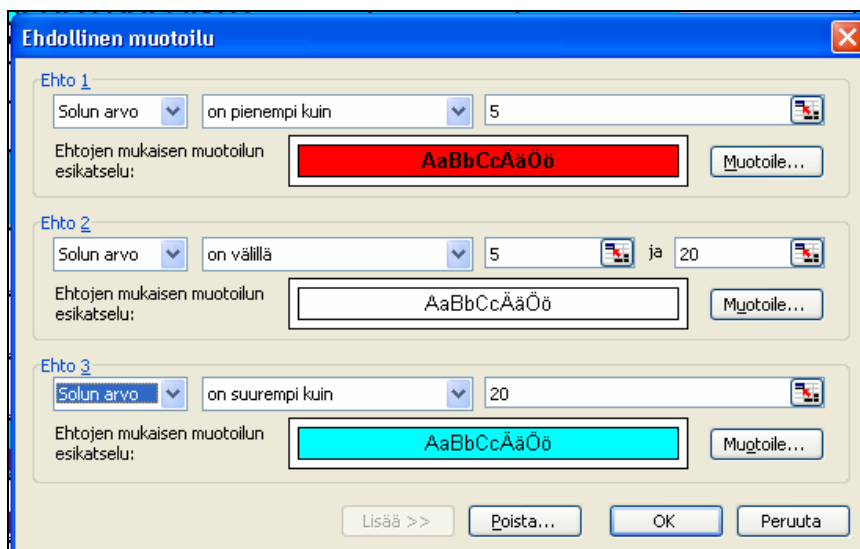 Ehdollinen muotoilu
Ehto 1
Solun arvo on pienempi kuin 5
Ehtojen mukaisen muotoilun
esikatselu:
AaBbCcÄäÖö
Muotoile...
Ehto 2
Solun arvo on välillä 5 ja 20
Ehtojen mukaisen muotoilun
esikatselu:
AaBbCcÄäÖö
Muotoile...
Ehto 3
Solun arvo on suurempi kuin 20
Ehtojen mukaisen muotoilun
esikatselu:
AaBbCcÄäÖö
Muotoile...
Lisää >> Poista... OK Peruuta